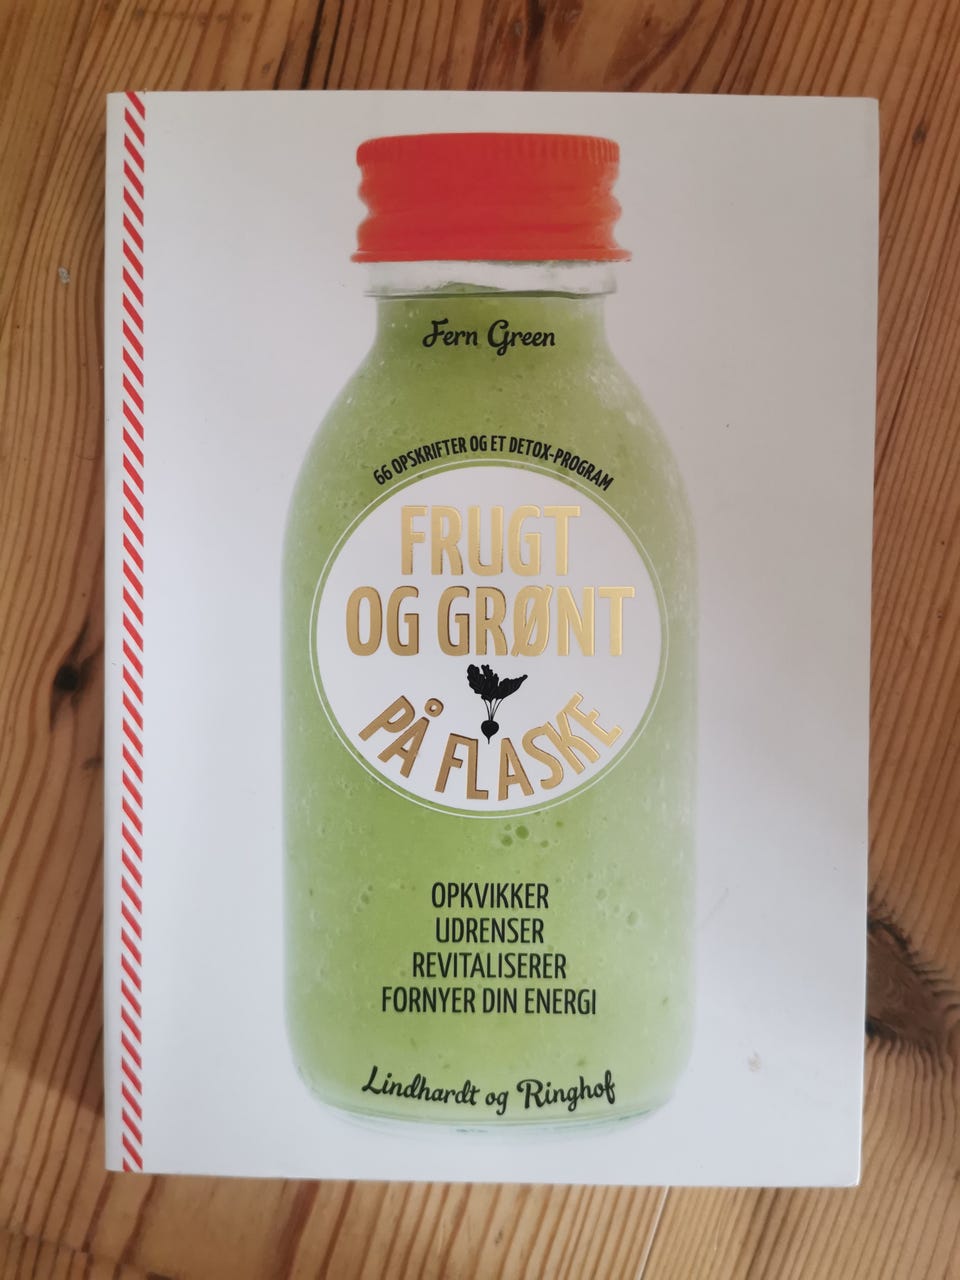 Fern Green
66 OPSKRIFTER OG ET DETOX-PROGRAM
FRUGT
OG GRØNT
PÅ FLASKE
OPKVIKKER
UDRENSER
REVITALISERER
FORNYER DIN ENERGI
Lindhardt og Ringhof